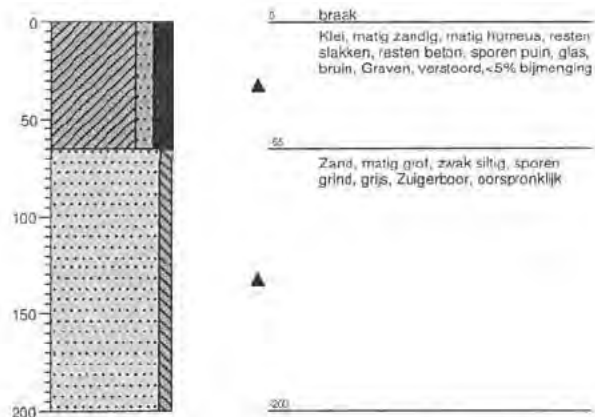 0
50
100
150
200
0
braak
Klei, matig zandig, matig humeus, resten
slakken, resten beton, sporen puin, glas,
bruin, Graven, verstoord,<5% bijmenging
-65
Zand, matig grof, zwak siltig, sporen
grind, grijs, Zuigerboor, oorspronklijk
-200